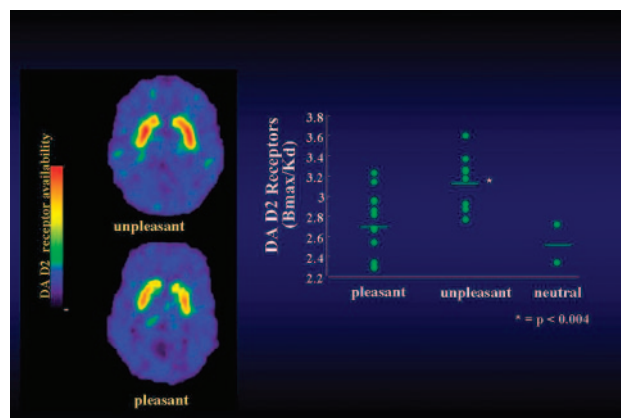 DA D2 receptor availability
unpleasant
pleasant
DA D2 Receptors
(Bmax/Kd)
3.8
3.6
3.4
3.2
3
2.8
2.6
2.4
2.2
pleasant unpleasant neutral
*
* = p < 0.004